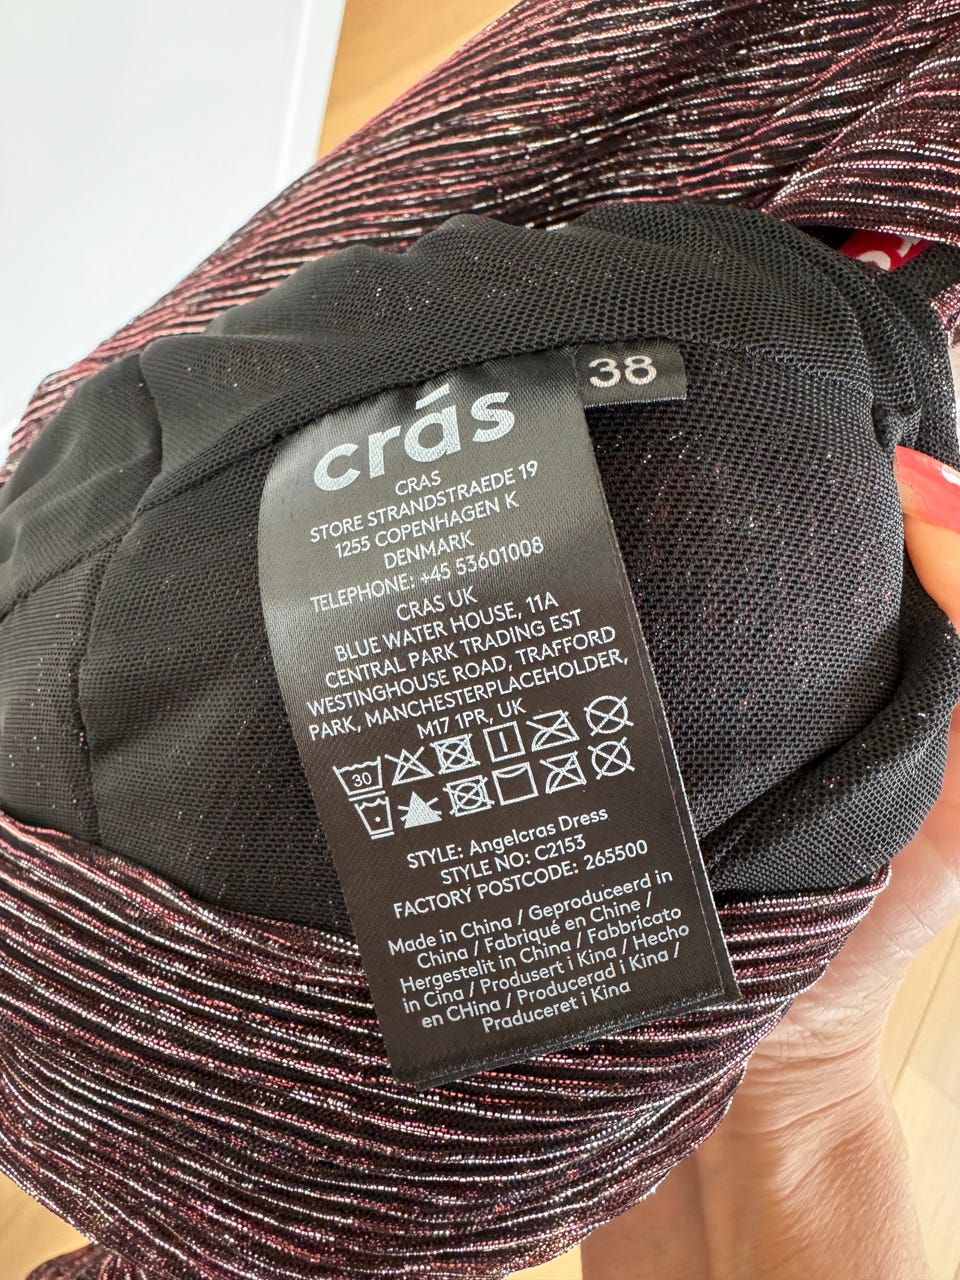 38
crás
CRAS
STORE STRANDSTRAEDE 19
1255 COPENHAGEN K
DENMARK
TELEPHONE: +45 53601008
CRAS UK
BLUE WATER HOUSE, 11A
CENTRAL PARK TRADING EST
WESTINGHOUSE ROAD, TRAFFORD
PARK, MANCHESTERPLACEHOLDER,
M17 1PR, UK
30
STYLE: Angelcras Dress
STYLE NO: C2153
FACTORY POSTCODE: 265500
Made in China / Geproduceerd in
China / Fabriqué en Chine /
Hergestelit in China / Fabbricato
in Cina / Produsert i Kina / Hecho
en CHina / Producerad i Kina /
Praduceret i Kina